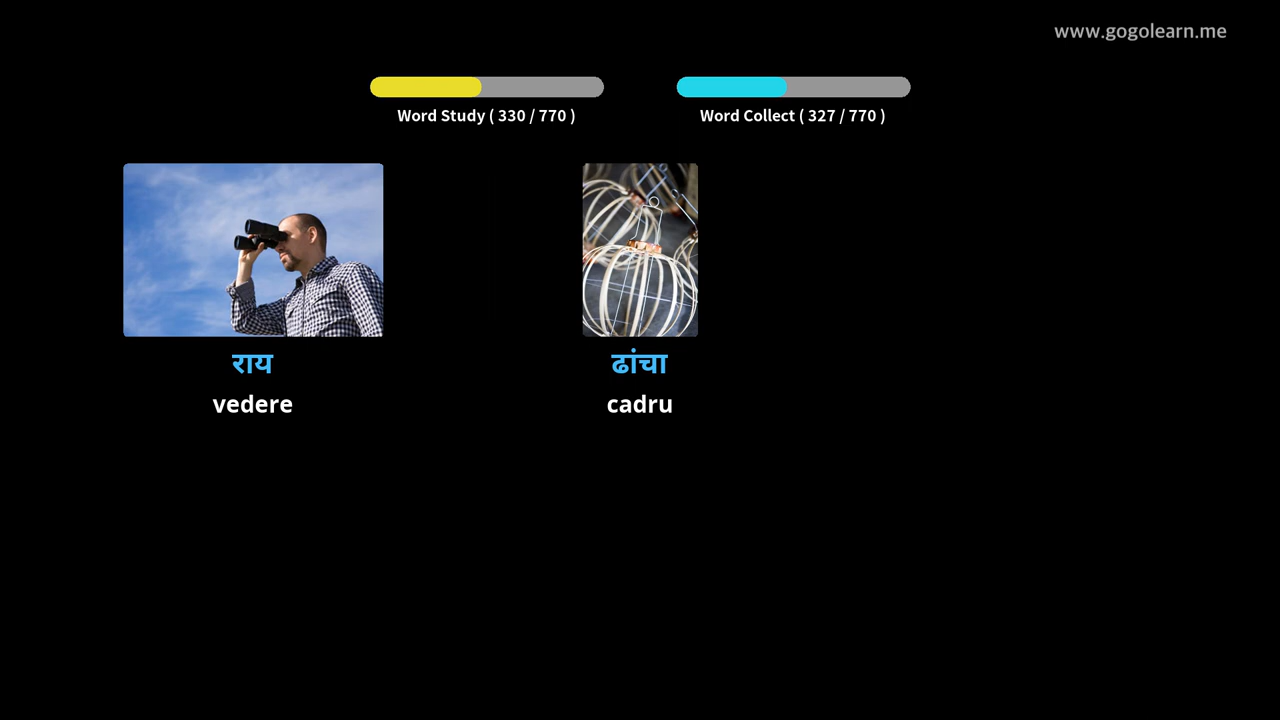 www.gogolearn.me
Word Study ( 330 / 770 )
Word Collect ( 327 / 770 )
राय
vedere
ढांचा
cadru